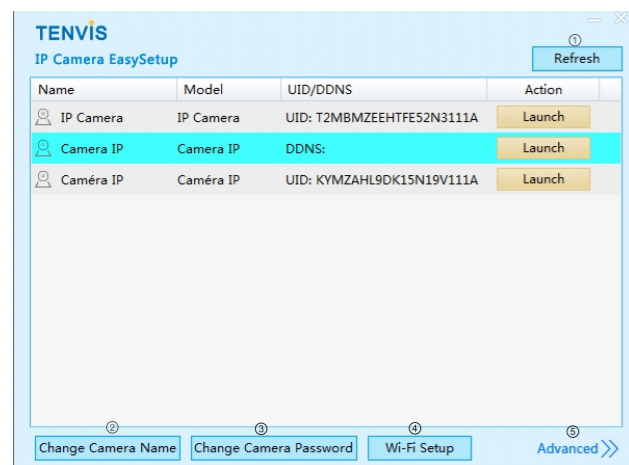 TENVIS
①
IP Camera EasySetup Refresh
Name Model UID/DDNS Action
IP Camera IP Camera UID: T2MBMZEEHTFE52N3111A Launch
Camera IP Camera IP DDNS: Launch
Caméra IP Caméra IP UID: KYMZAHL9DK15N19V111A Launch
② ③ ④ ⑤
Change Camera Name Change Camera Password Wi-Fi Setup Advanced